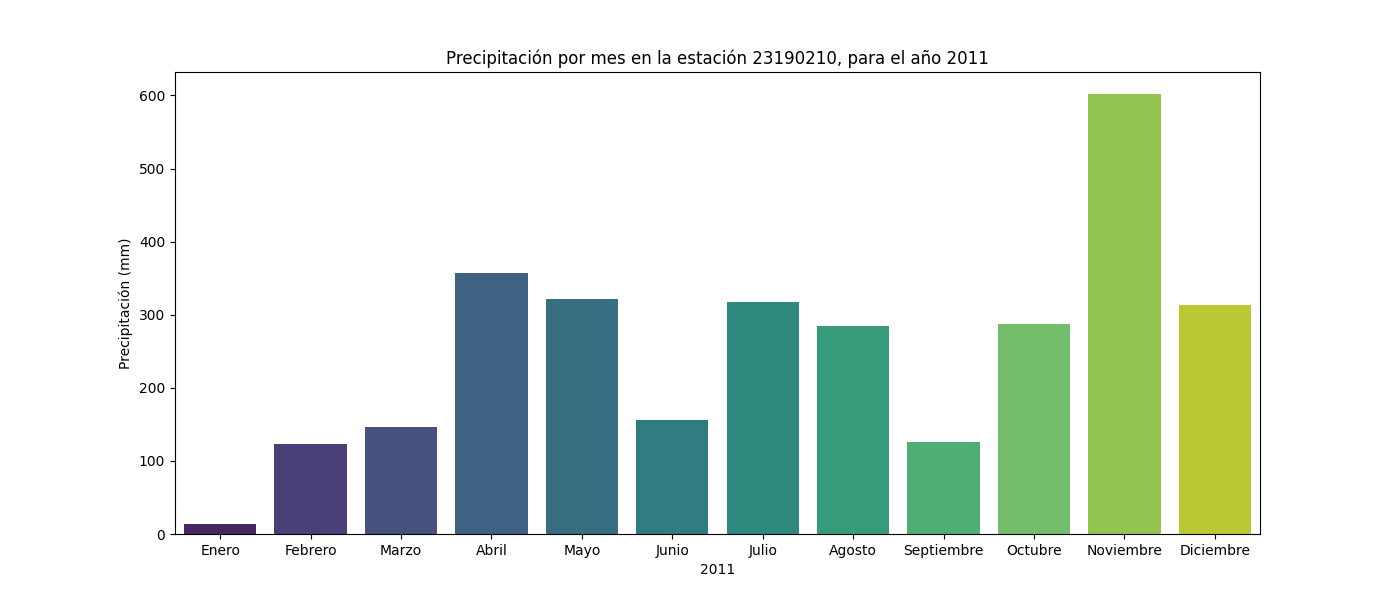 Precipitación por mes en la estación 23190210, para el año 2011
Precipitación (mm)
600
500
400
300
200
100
0
Enero Febrero Marzo Abril Mayo Junio Julio Agosto Septiembre Octubre Noviembre Diciembre
2011